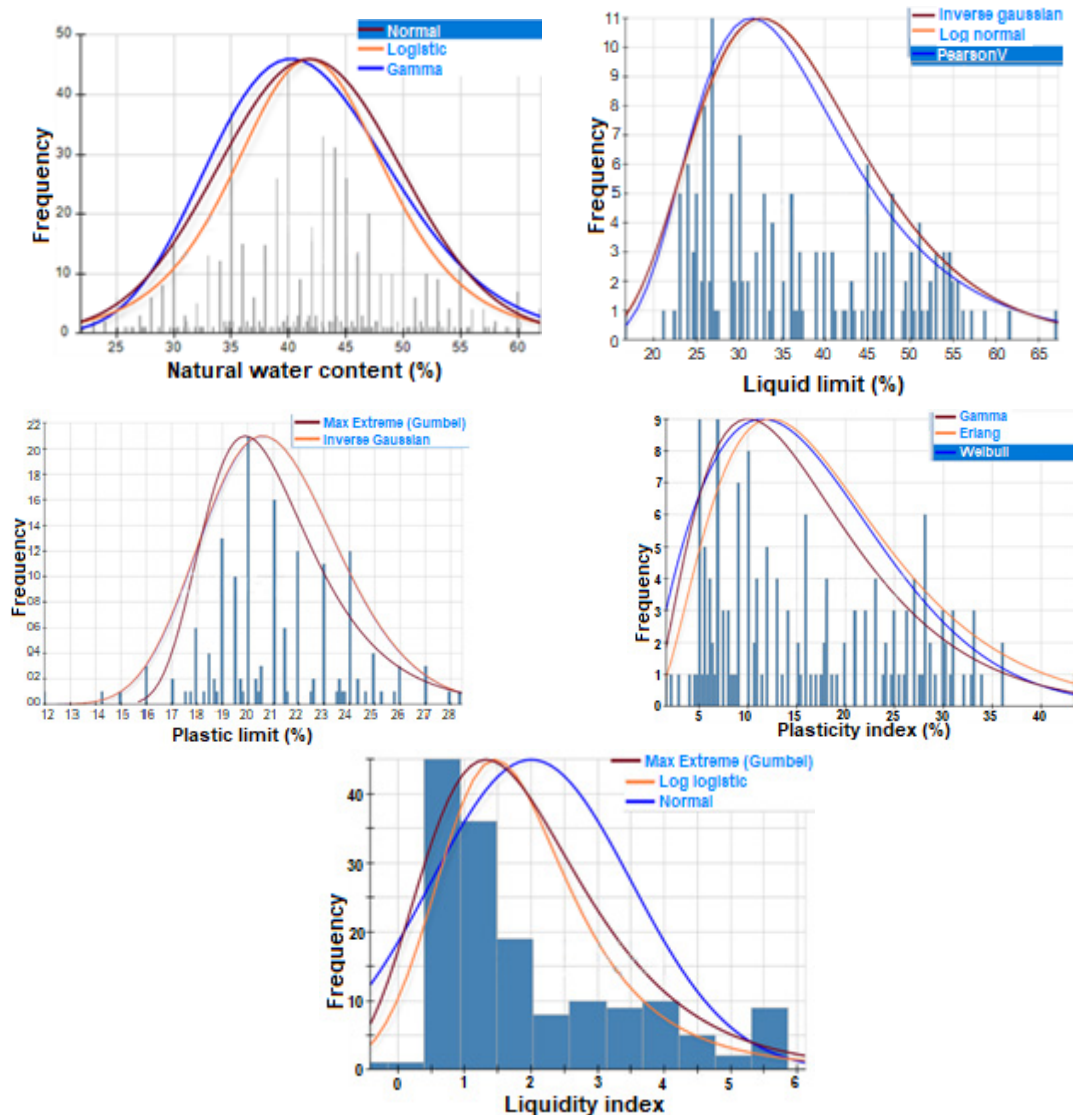 Normal
Logistic
Gamma
50
40
30
20
10
0
Frequency
25 30 35 40 45 50 55 60
Natural water content (%)
Inverse gaussian
Log normal
PearsonV
11
10
9
8
7
6
5
4
3
2
1
0
Frequency
20 25 30 35 40 45 50 55 60 65
Liquid limit (%)
Max Extreme (Gumbel)
Inverse Gaussian
22
20
18
16
14
12
10
08
06
04
02
00
Frequency
12 13 14 15 16 17 18 19 20 21 22 23 24 25 26 27 28
Plastic limit (%)
Gamma
Erlang
Weibull
9
8
7
6
5
4
3
2
1
0
Frequency
5 10 15 20 25 30 35 40
Plasticity index (%)
Max Extreme (Gumbel)
Log logistic
Normal
40
30
20
10
0
Frequency
0 1 2 3 4 5 6
Liquidity index